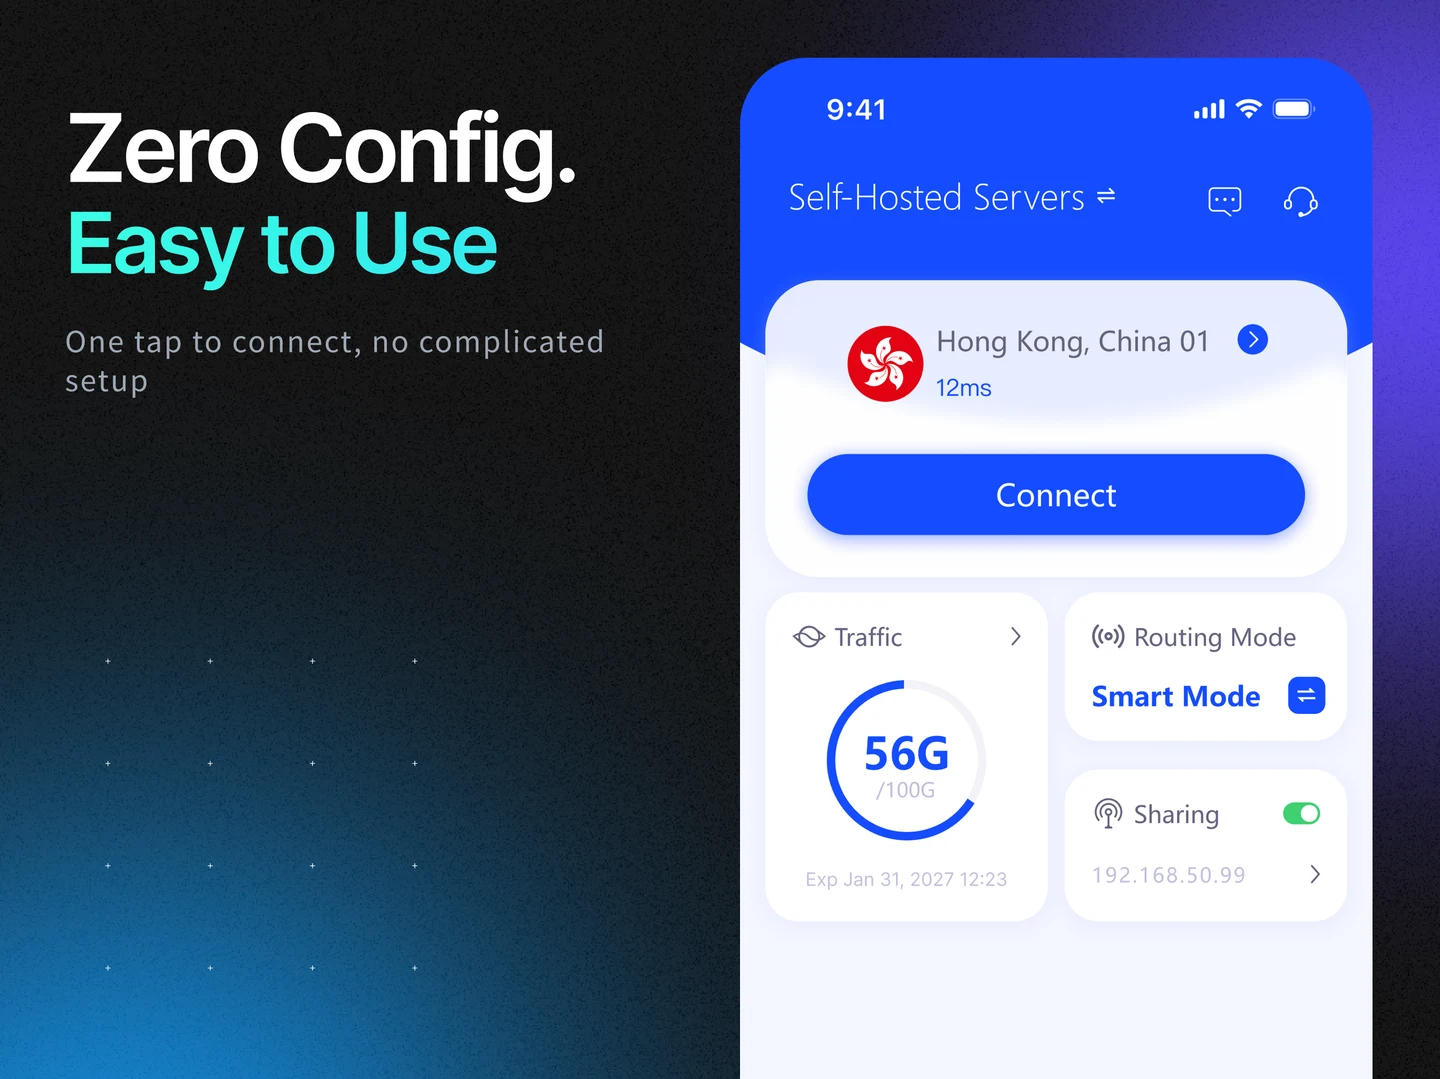 Zero Config.
Easy to Use
One tap to connect, no complicated
setup
9:41
Self-Hosted Servers
Hong Kong, China 01
12ms
Connect
Traffic
56G
/100G
Exp Jan 31, 2027 12:23
Routing Mode
Smart Mode
Sharing
192.168.50.99